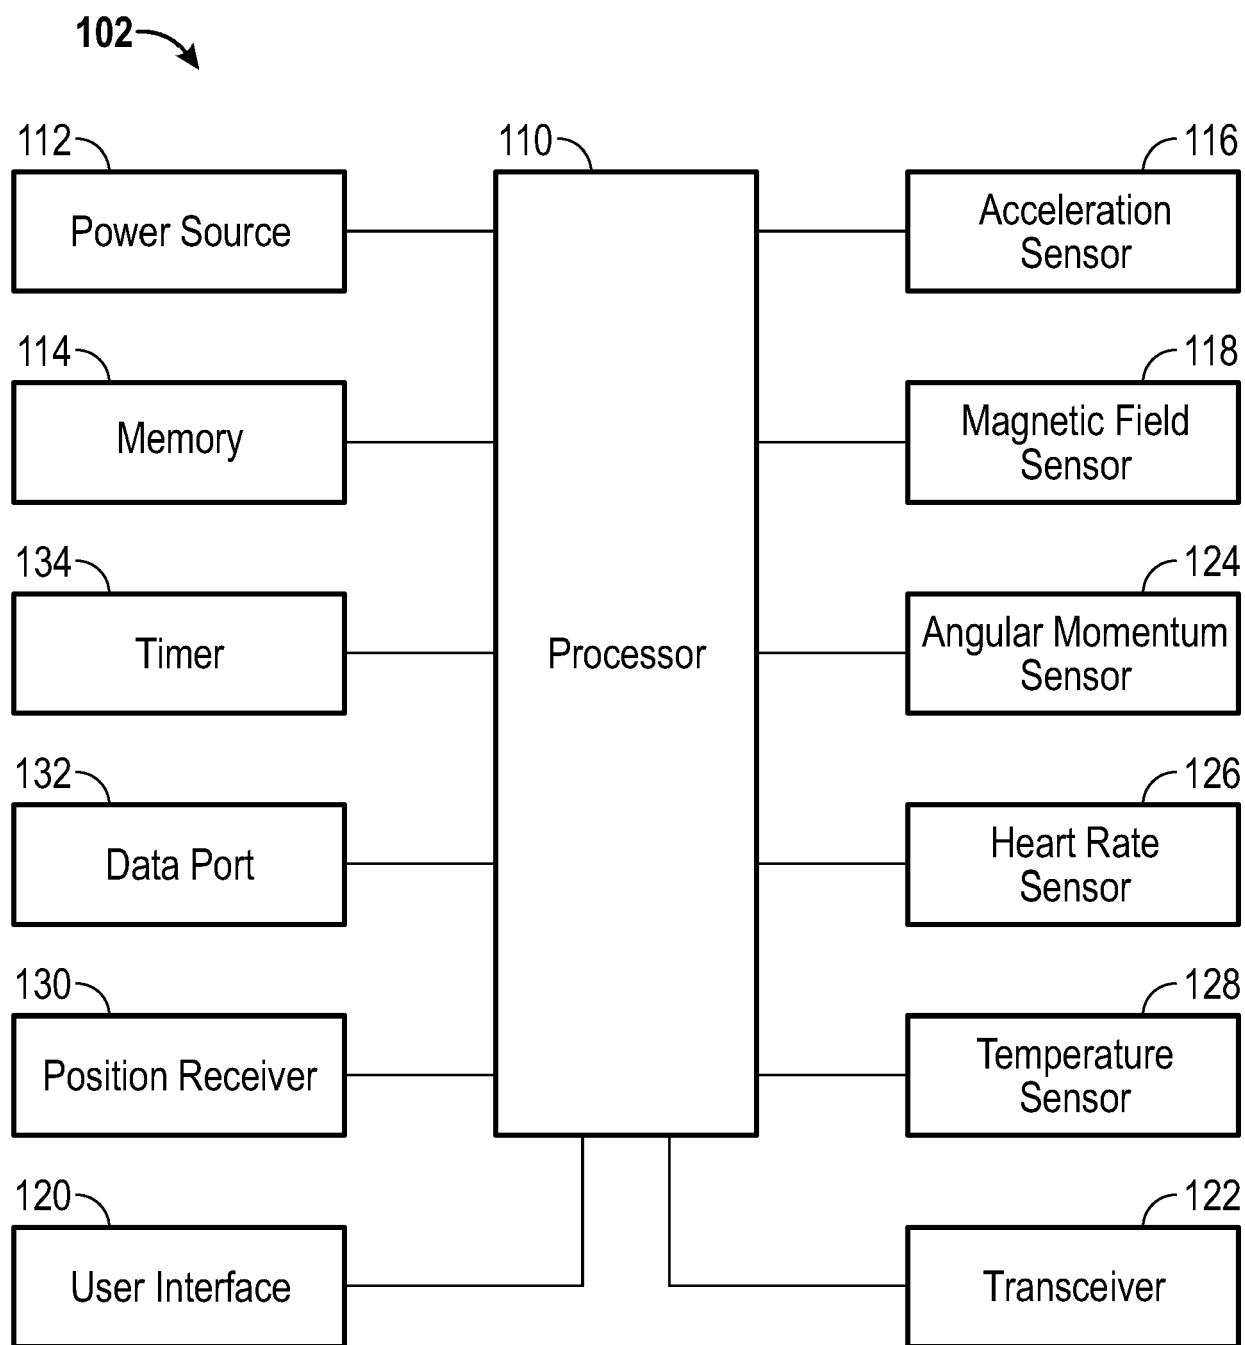 102
112
110
116
Power Source
Acceleration
Sensor
114
118
Memory
Magnetic Field
Sensor
134
124
Timer
Processor
Angular Momentum
Sensor
132
126
Data Port
Heart Rate
Sensor
130
128
Position Receiver
Temperature
Sensor
120
122
User Interface
Transceiver